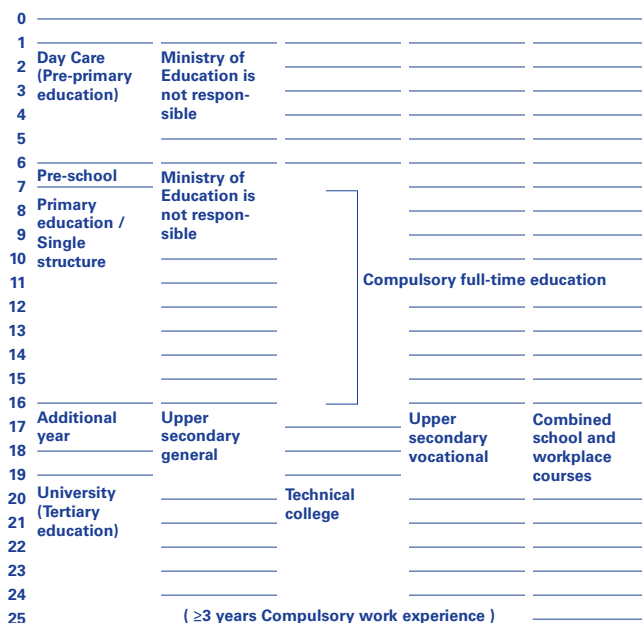 0
1
Day Care
(Pre-primary
education)
Ministry of
Education is
not respon-
sible
2
3
4
5
6
Pre-school
Ministry of
Education is
not respon-
sible
7
Primary
education /
Single
structure
8
9
10
11
Compulsory full-time education
12
13
14
15
16
Additional
year
Upper
secondary
general
Upper
secondary
vocational
Combined
school and
workplace
courses
17
18
19
University
(Tertiary
education)
Technical
college
20
21
22
23
24
25
( ≥3 years Compulsory work experience )